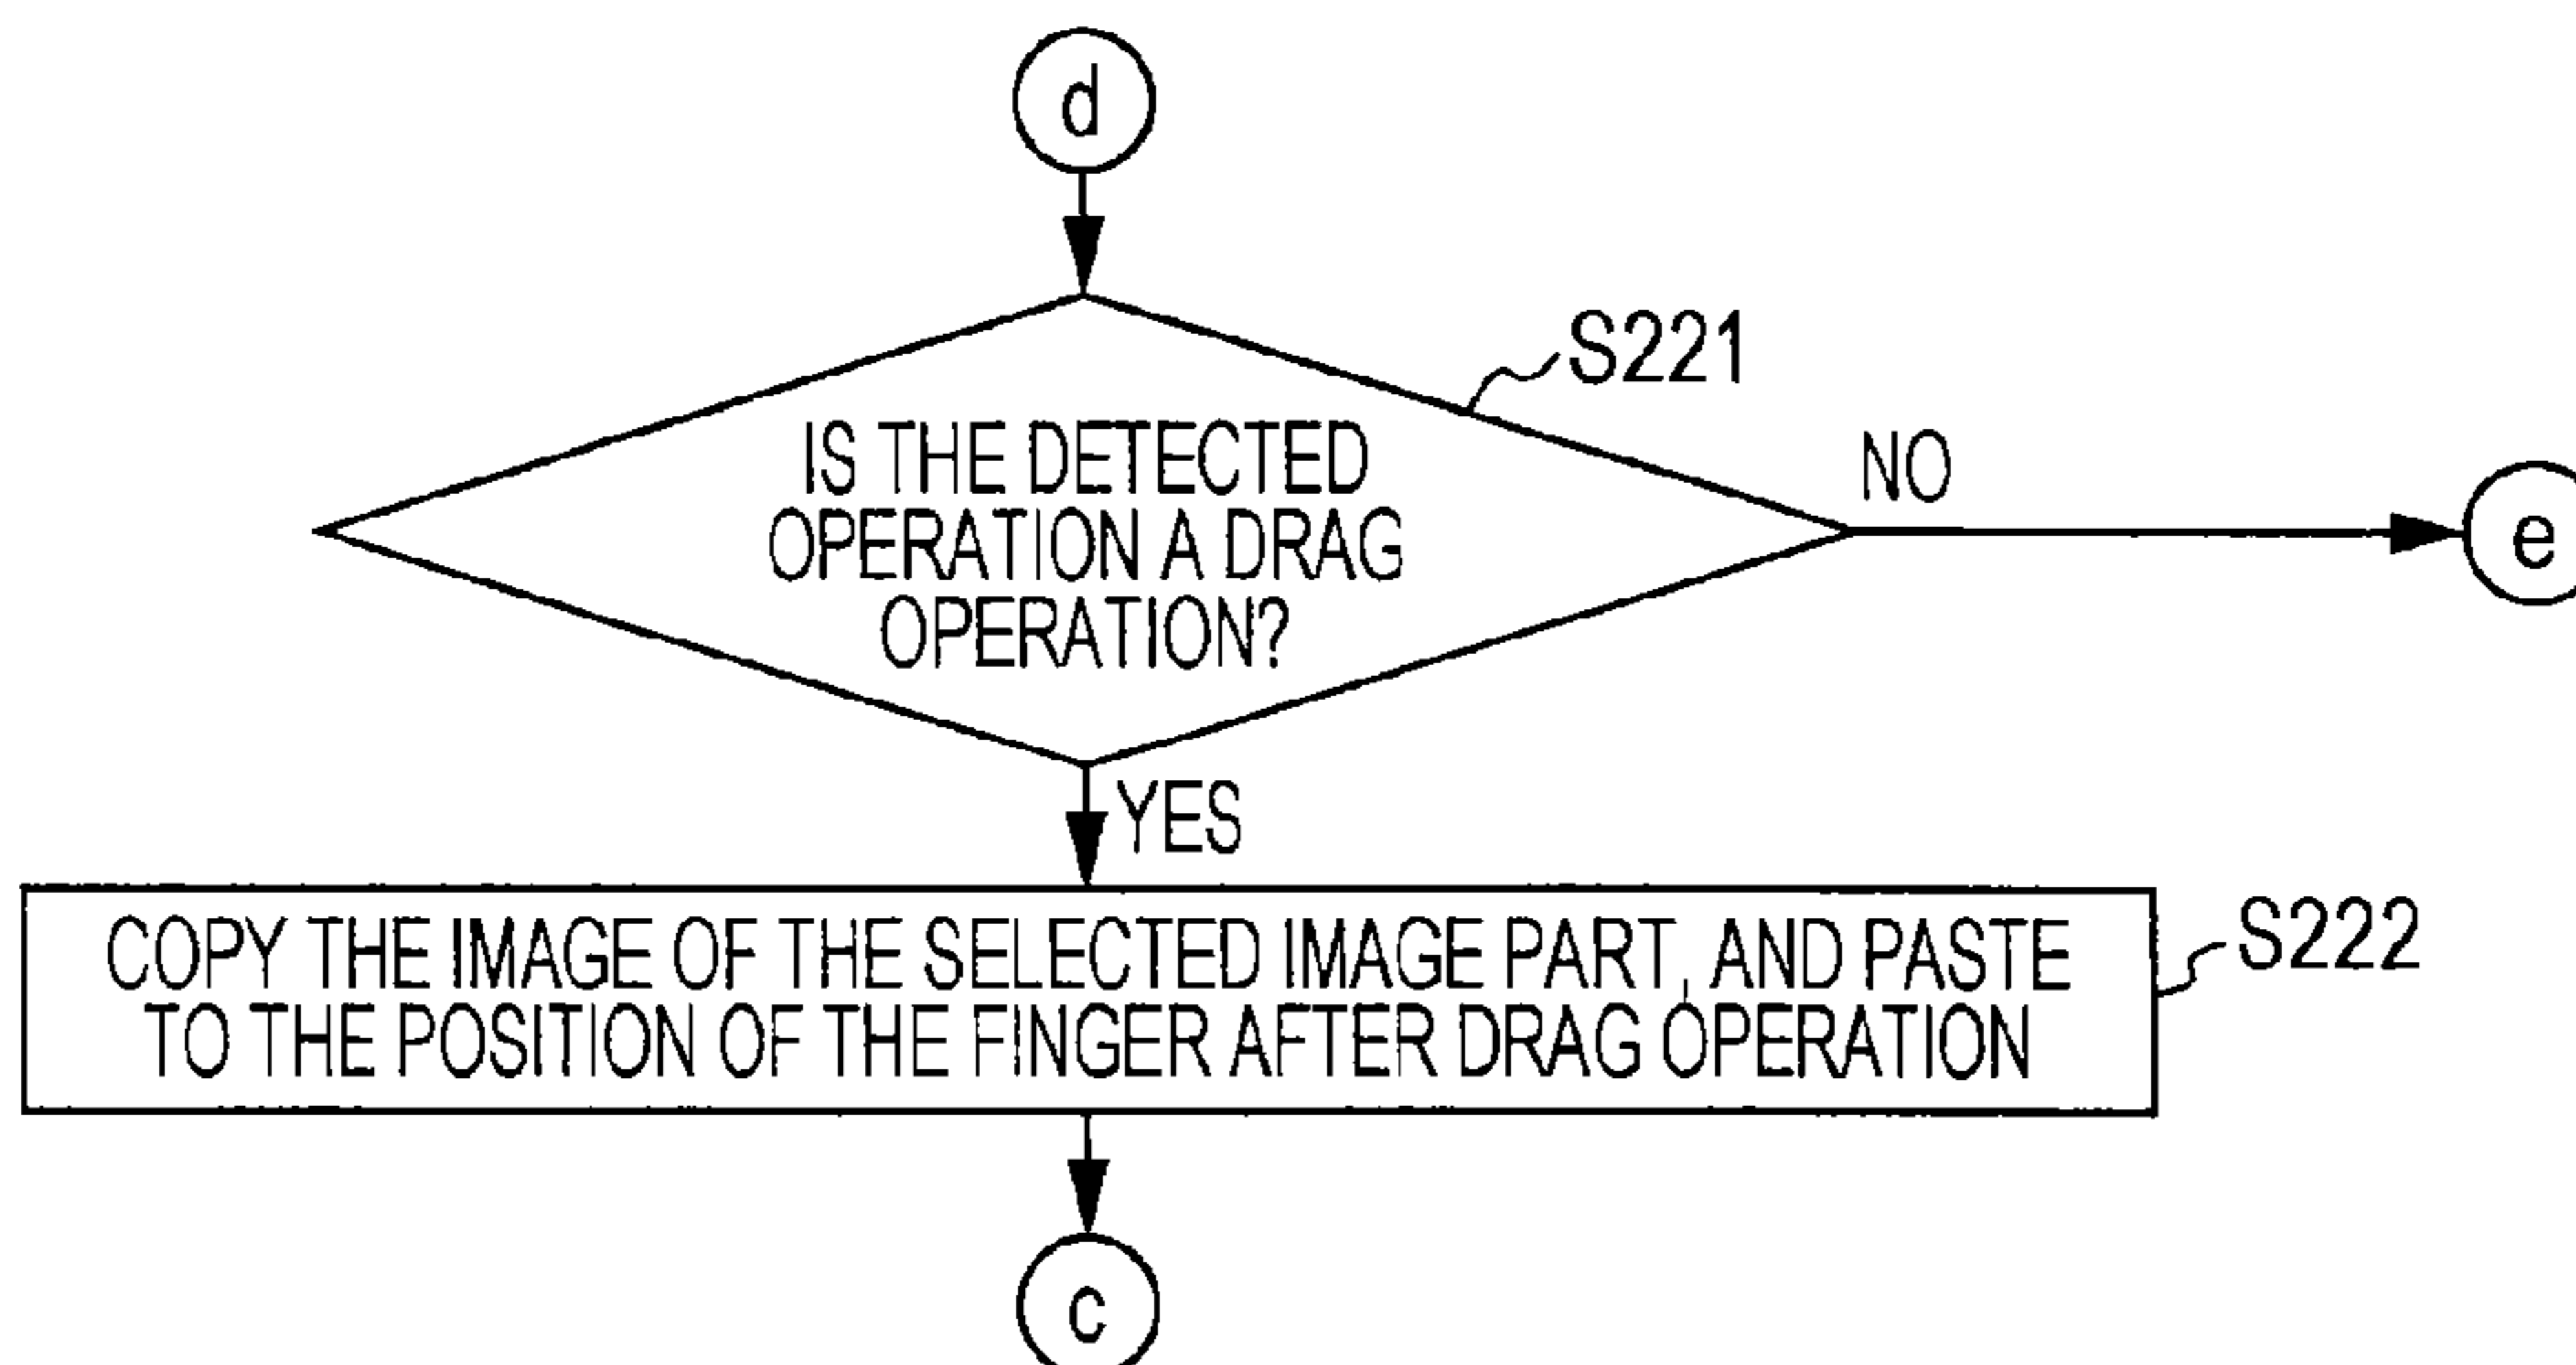 d
S221
IS THE DETECTED
OPERATION A DRAG
OPERATION?
NO
e
YES
COPY THE IMAGE OF THE SELECTED IMAGE PART, AND PASTE
TO THE POSITION OF THE FINGER AFTER DRAG OPERATION
S222
c